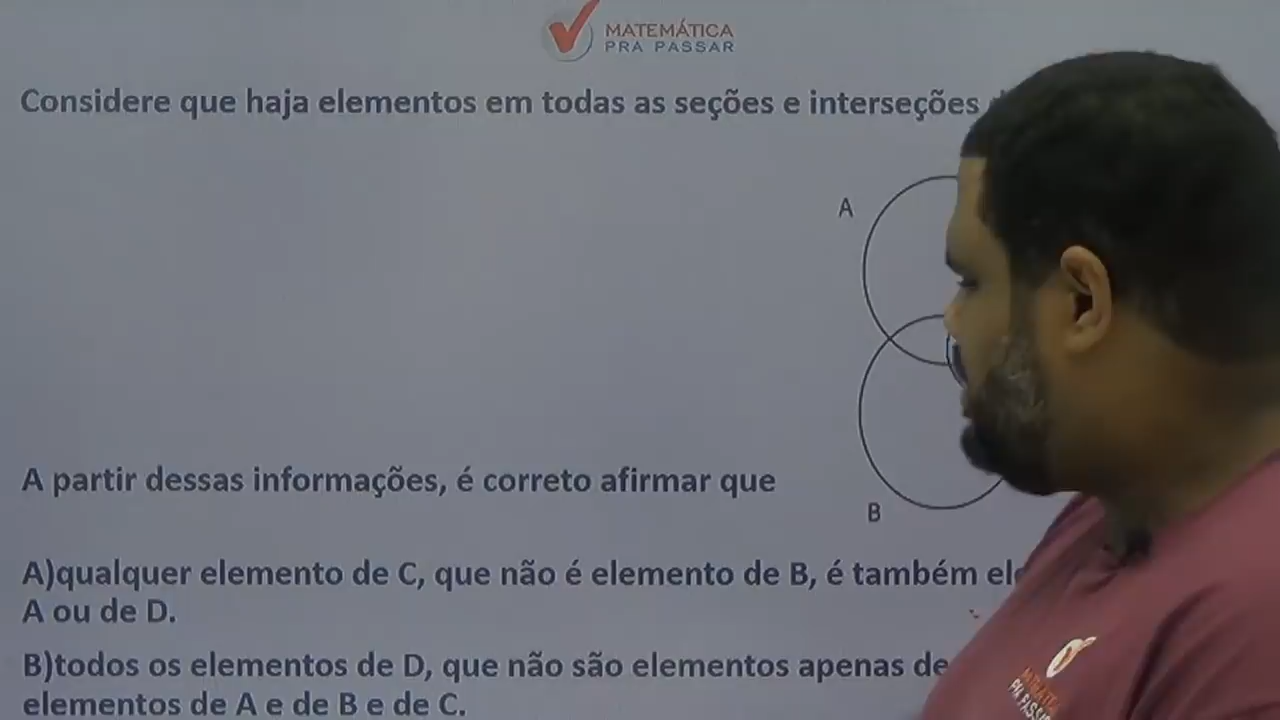 MATEMÁTICA
PRA PASSAR
Considere que haja elementos em todas as seções e interseções
A
A partir dessas informações, é correto afirmar que
B
A)qualquer elemento de C, que não é elemento de B, é também
A ou de D.
B)todos os elementos de D, que não são elementos apenas de
elementos de A e de B e de C.
PRA PASSAR